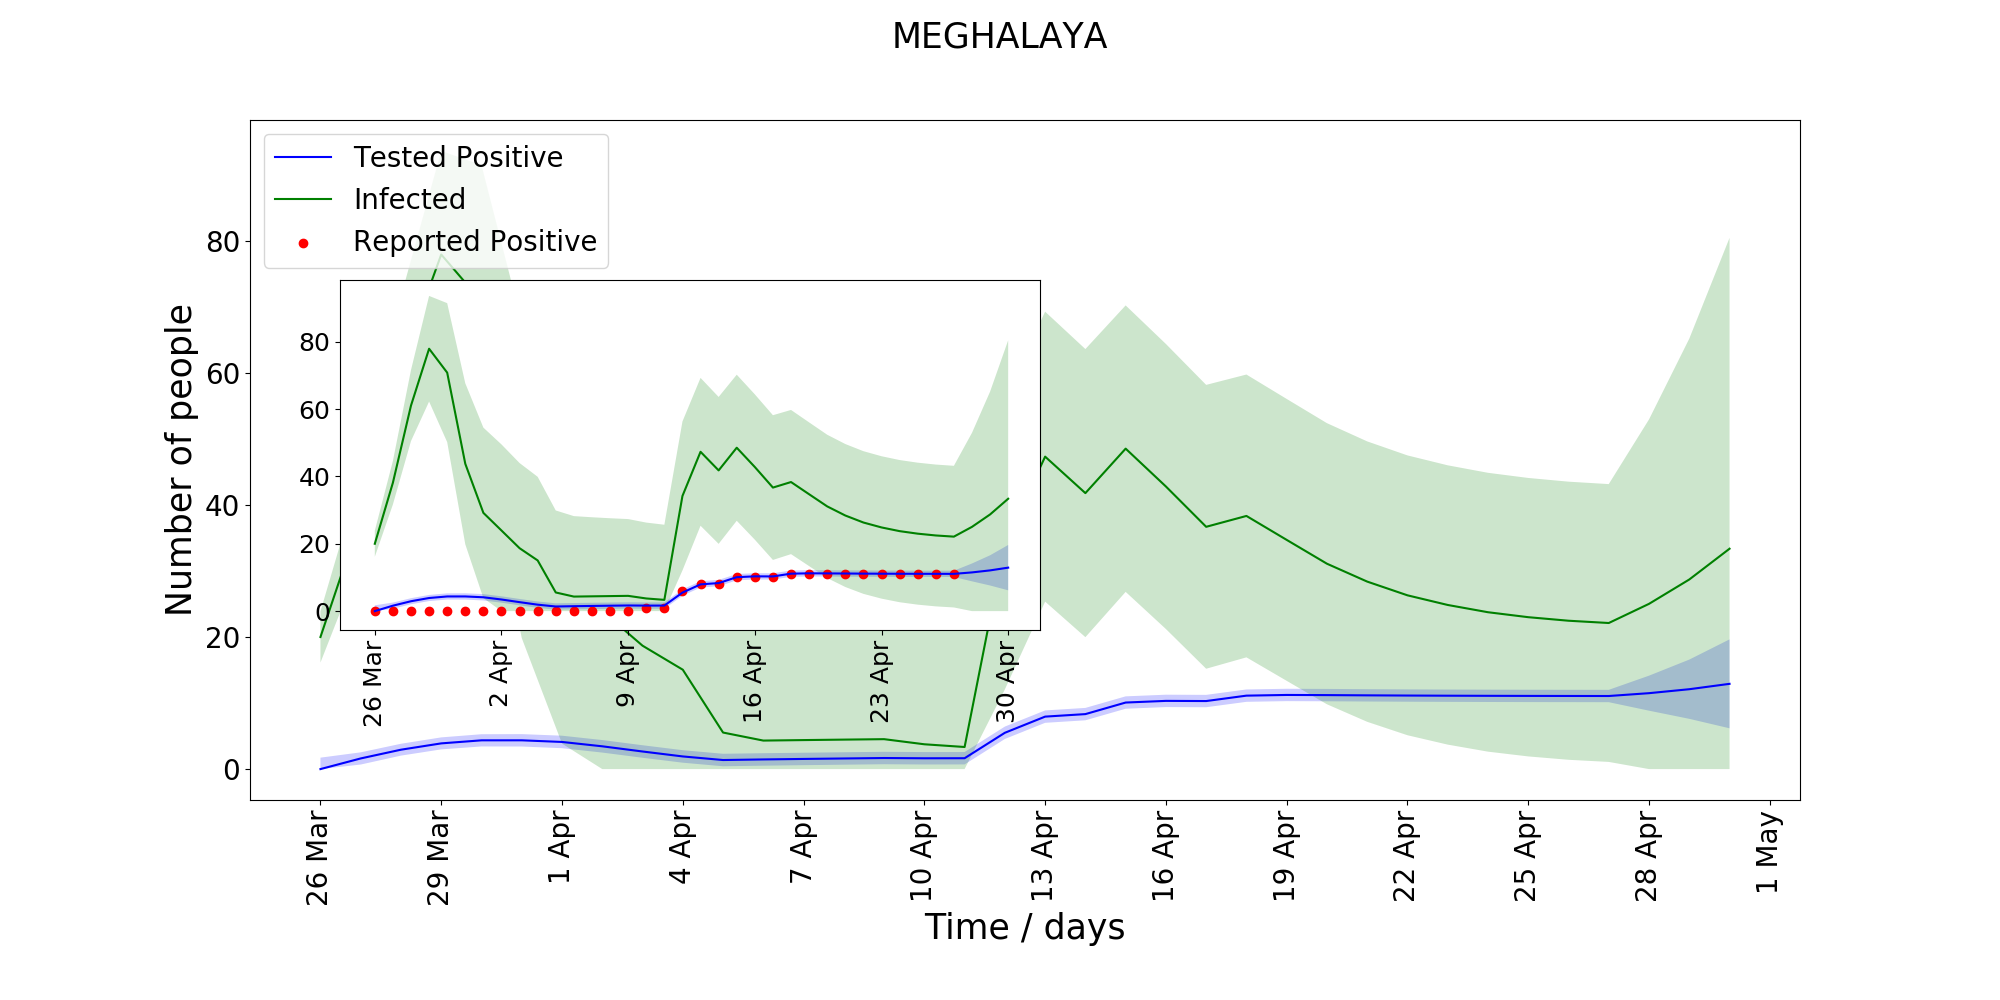 MEGHALAYA
Tested Positive
Infected
Reported Positive
Number of people
80
60
40
20
0
80
60
40
20
0
26 Mar
2 Apr
9 Apr
16 Apr
23 Apr
30 Apr
26 Mar
29 Mar
1 Apr
4 Apr
7 Apr
10 Apr
13 Apr
16 Apr
19 Apr
22 Apr
25 Apr
28 Apr
1 May
Time / days